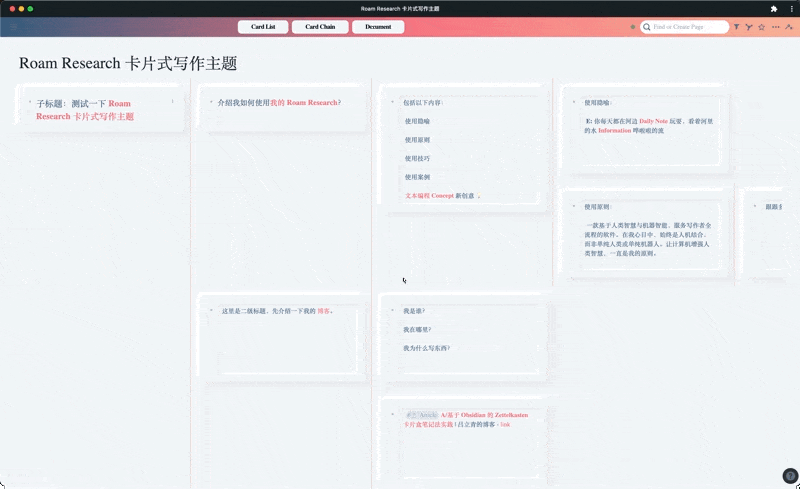 Roam Research 卡片式写作主题
Card List
Card Chain
Document
Find or Create Page
Roam Research 卡片式写作主题
子标题：测试一下 Roam
Research 卡片式写作主题
介绍我如何使用我的 Roam Research？
包括以下内容：
使用隐喻
使用原则
使用技巧
使用案例
文本编程 Concept 新创意 。
使用隐喻：
你每天都在河边 Daily Note 玩耍，看着河里
的水 Information 哗啦啦的流
使用原则：
一款基于人类智慧与机器智能，服务写作者全
流程的软件。在我心目中，始终是人机结合，
而非单纯人类或单纯机器人。让计算机增强人
类智慧，一直是我的原则。
跟跟
这里是二级标题，先介绍一下我的 博客。
我是谁？
我在哪里？
我为什么写东西？
A/基于 Obsidian 的 Zettelkasten
卡片盒笔记法实践 | 吕立青的博客 - link